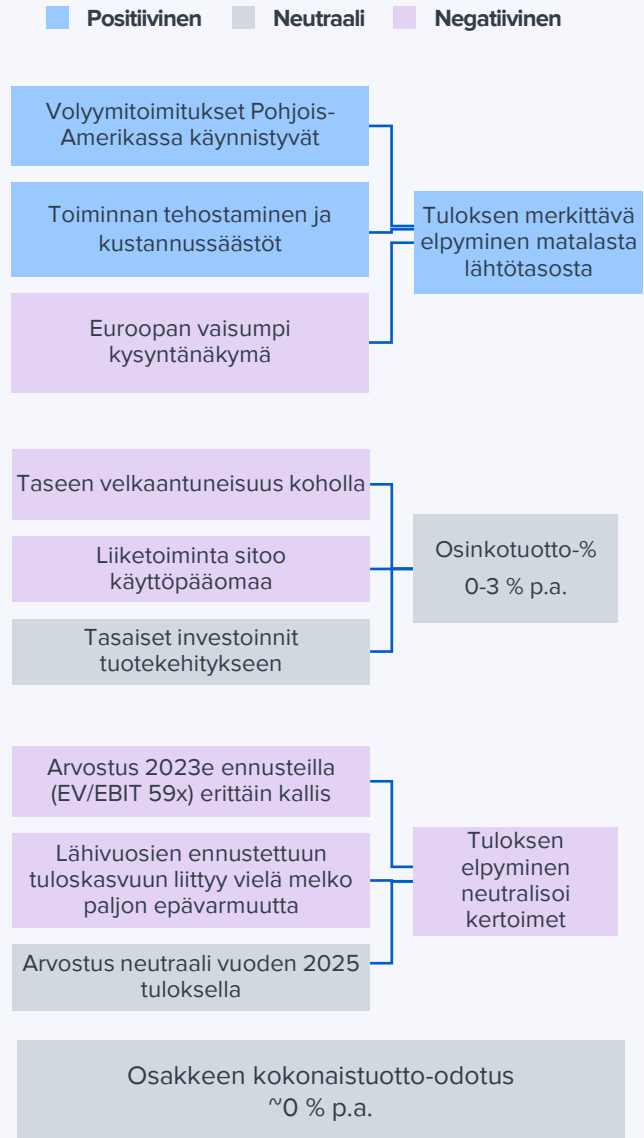 Positiivinen Neutraali Negatiivinen
Volyymitoimitukset Pohjois-
Amerikassa käynnistyvät
Toiminnan tehostaminen ja
kustannussäästöt
Euroopan vaisumpi
kysyntänäkymä
Tuloksen merkittävä
elpyminen matalasta
lähtötasosta
Taseen velkaantuneisuus koholla
Liiketoiminta sitoo
käyttöpääomaa
Tasaiset investoinnit
tuotekehitykseen
Osinkotuotto-%
0-3 % p.a.
Arvostus 2023e ennusteilla
(EV/EBIT 59x) erittäin kallis
Lähivuosien ennustettuun
tuloskasvuun liittyy vielä melko
paljon epävarmuutta
Arvostus neutraali vuoden 2025
tuloksella
Tuloksen
elpyminen
neutralisoi
kertoimet
Osakkeen kokonaistuotto-odotus
~0 % p.a.